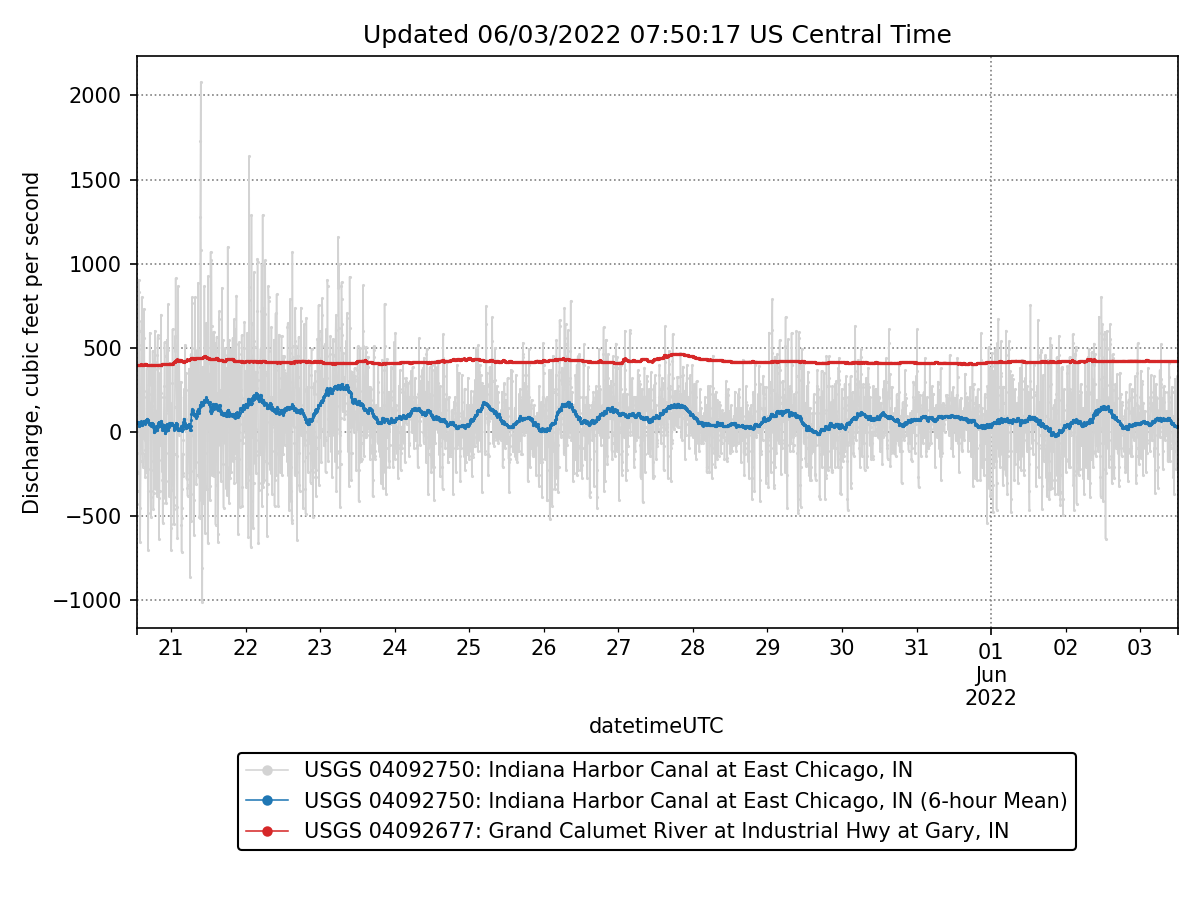 Updated 06/03/2022 07:50:17 US Central Time
Discharge, cubic feet per second
2000
1500
1000
500
0
−500
−1000
21 22 23 24 25 26 27 28 29 30 31 01 02 03
Jun
2022
datetimeUTC
USGS 04092750: Indiana Harbor Canal at East Chicago, IN
USGS 04092750: Indiana Harbor Canal at East Chicago, IN (6-hour Mean)
USGS 04092677: Grand Calumet River at Industrial Hwy at Gary, IN